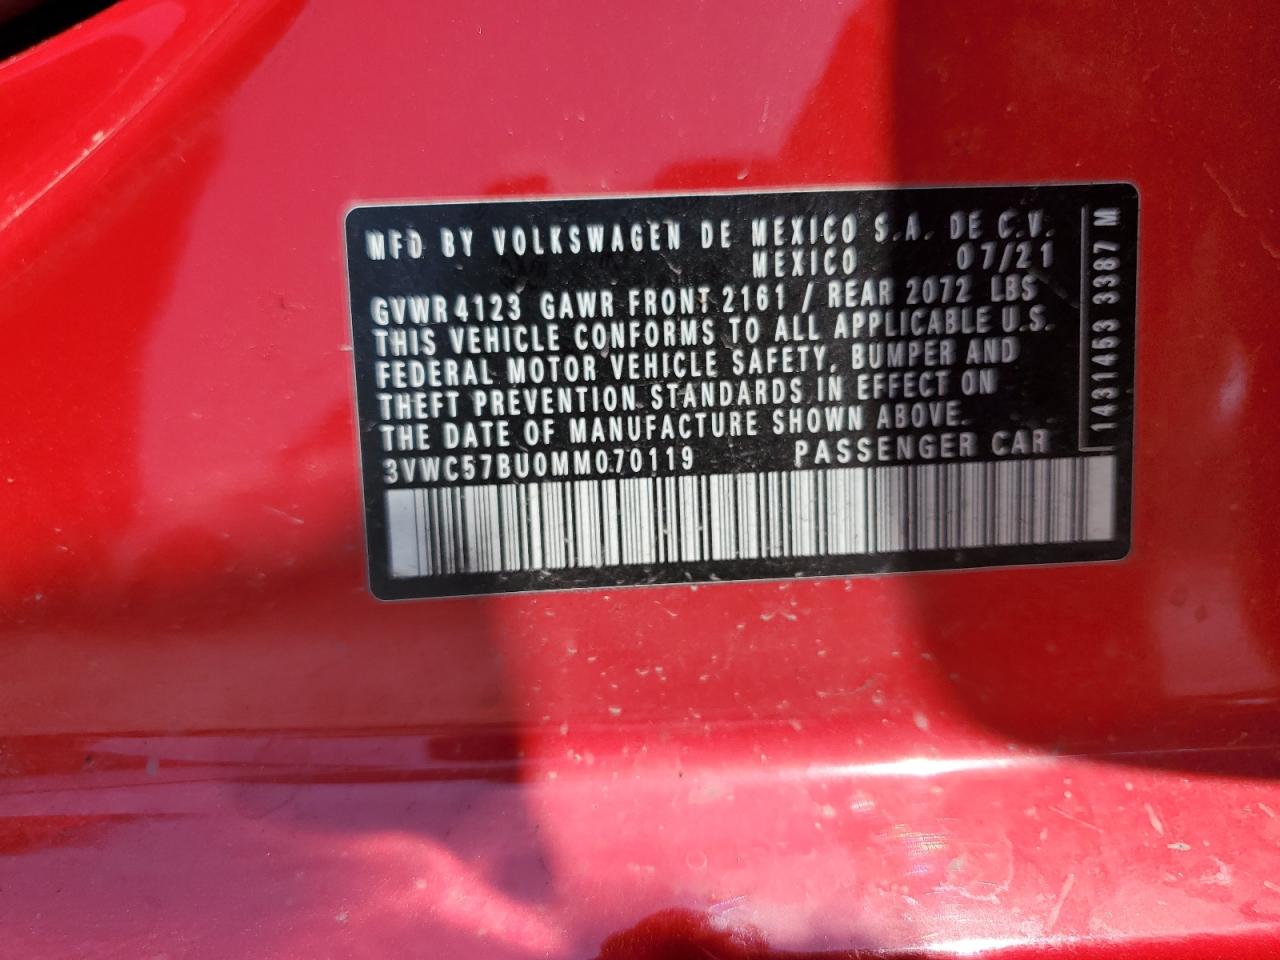 MFD BY VOLKSWAGEN DE MEXICO S.A. DE C.V.
MEXICO 07/21
GVWR 4123 GAWR FRONT 2161 / REAR 2072 LBS
THIS VEHICLE CONFORMS TO ALL APPLICABLE U.S.
FEDERAL MOTOR VEHICLE SAFETY, BUMPER AND
THEFT PREVENTION STANDARDS IN EFFECT ON
THE DATE OF MANUFACTURE SHOWN ABOVE.
3VWC57BU0MM070119 PASSENGER CAR
1431453 3387 M